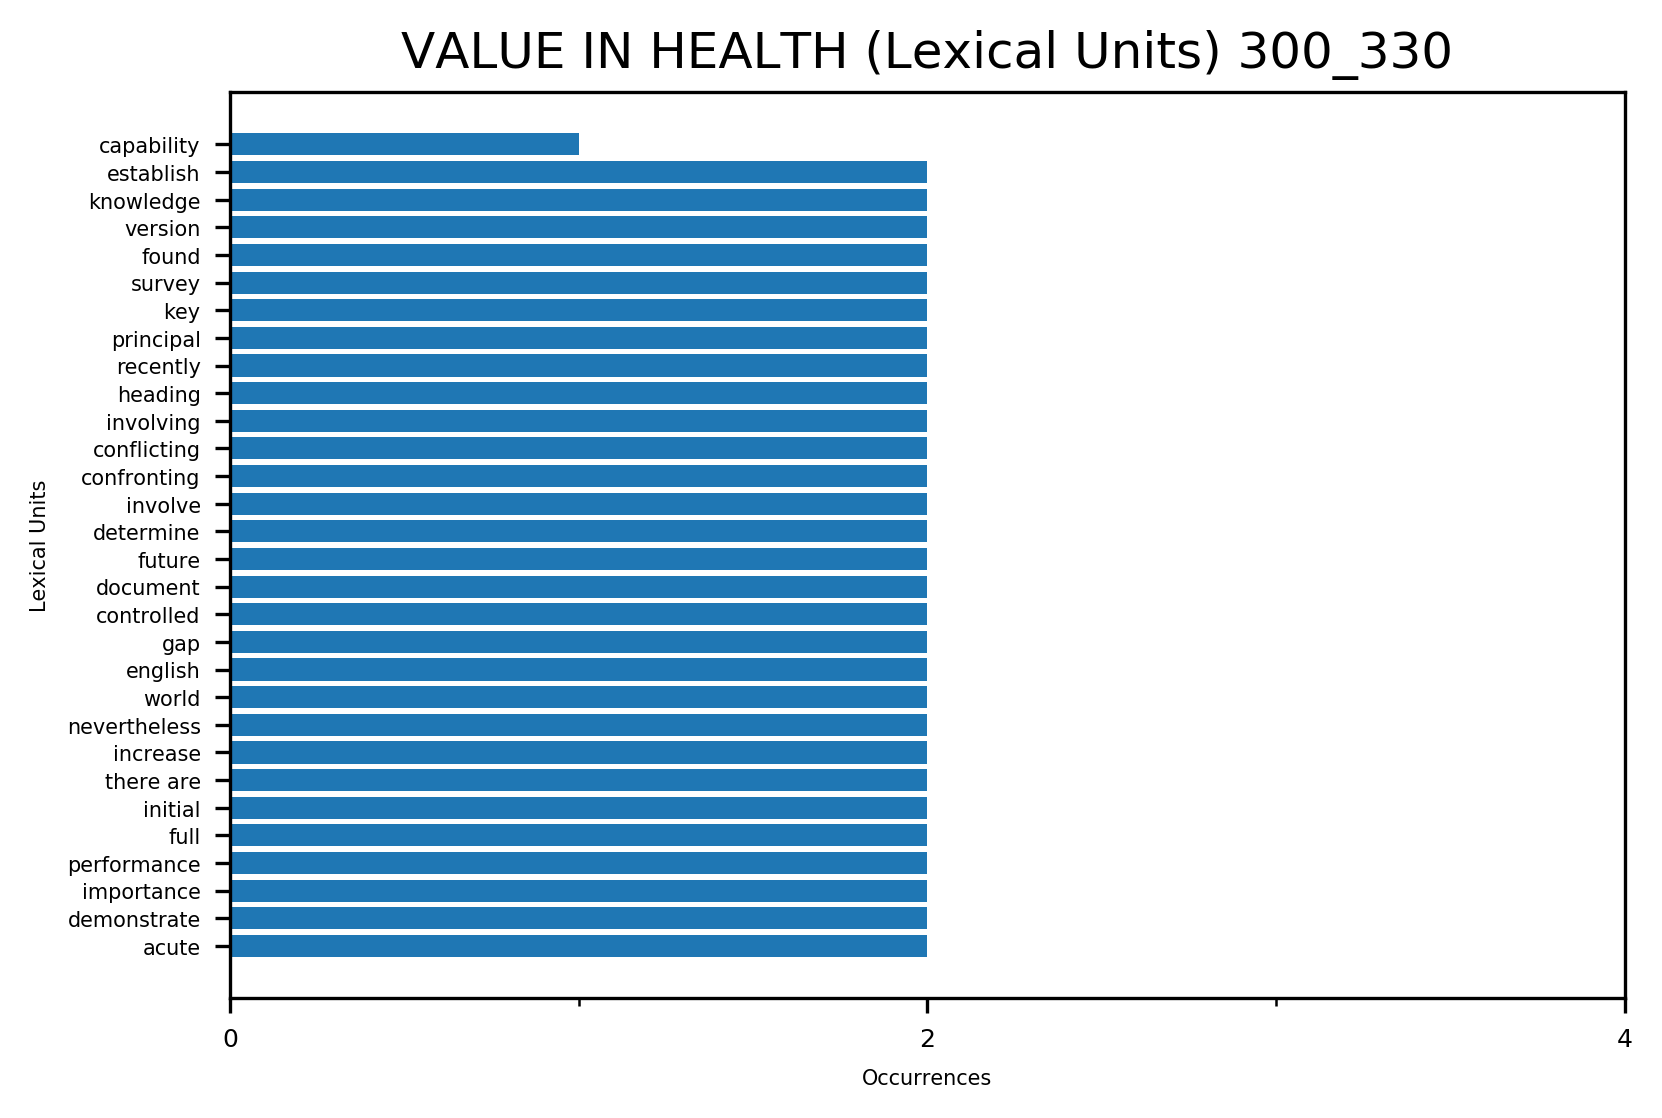 VALUE IN HEALTH (Lexical Units) 300_330
capability
establish
knowledge
version
found
survey
key
principal
recently
heading
involving
conflicting
confronting
involve
determine
future
document
controlled
gap
english
world
nevertheless
increase
there are
initial
full
performance
importance
demonstrate
acute
Lexical Units
0 2 4
Occurrences